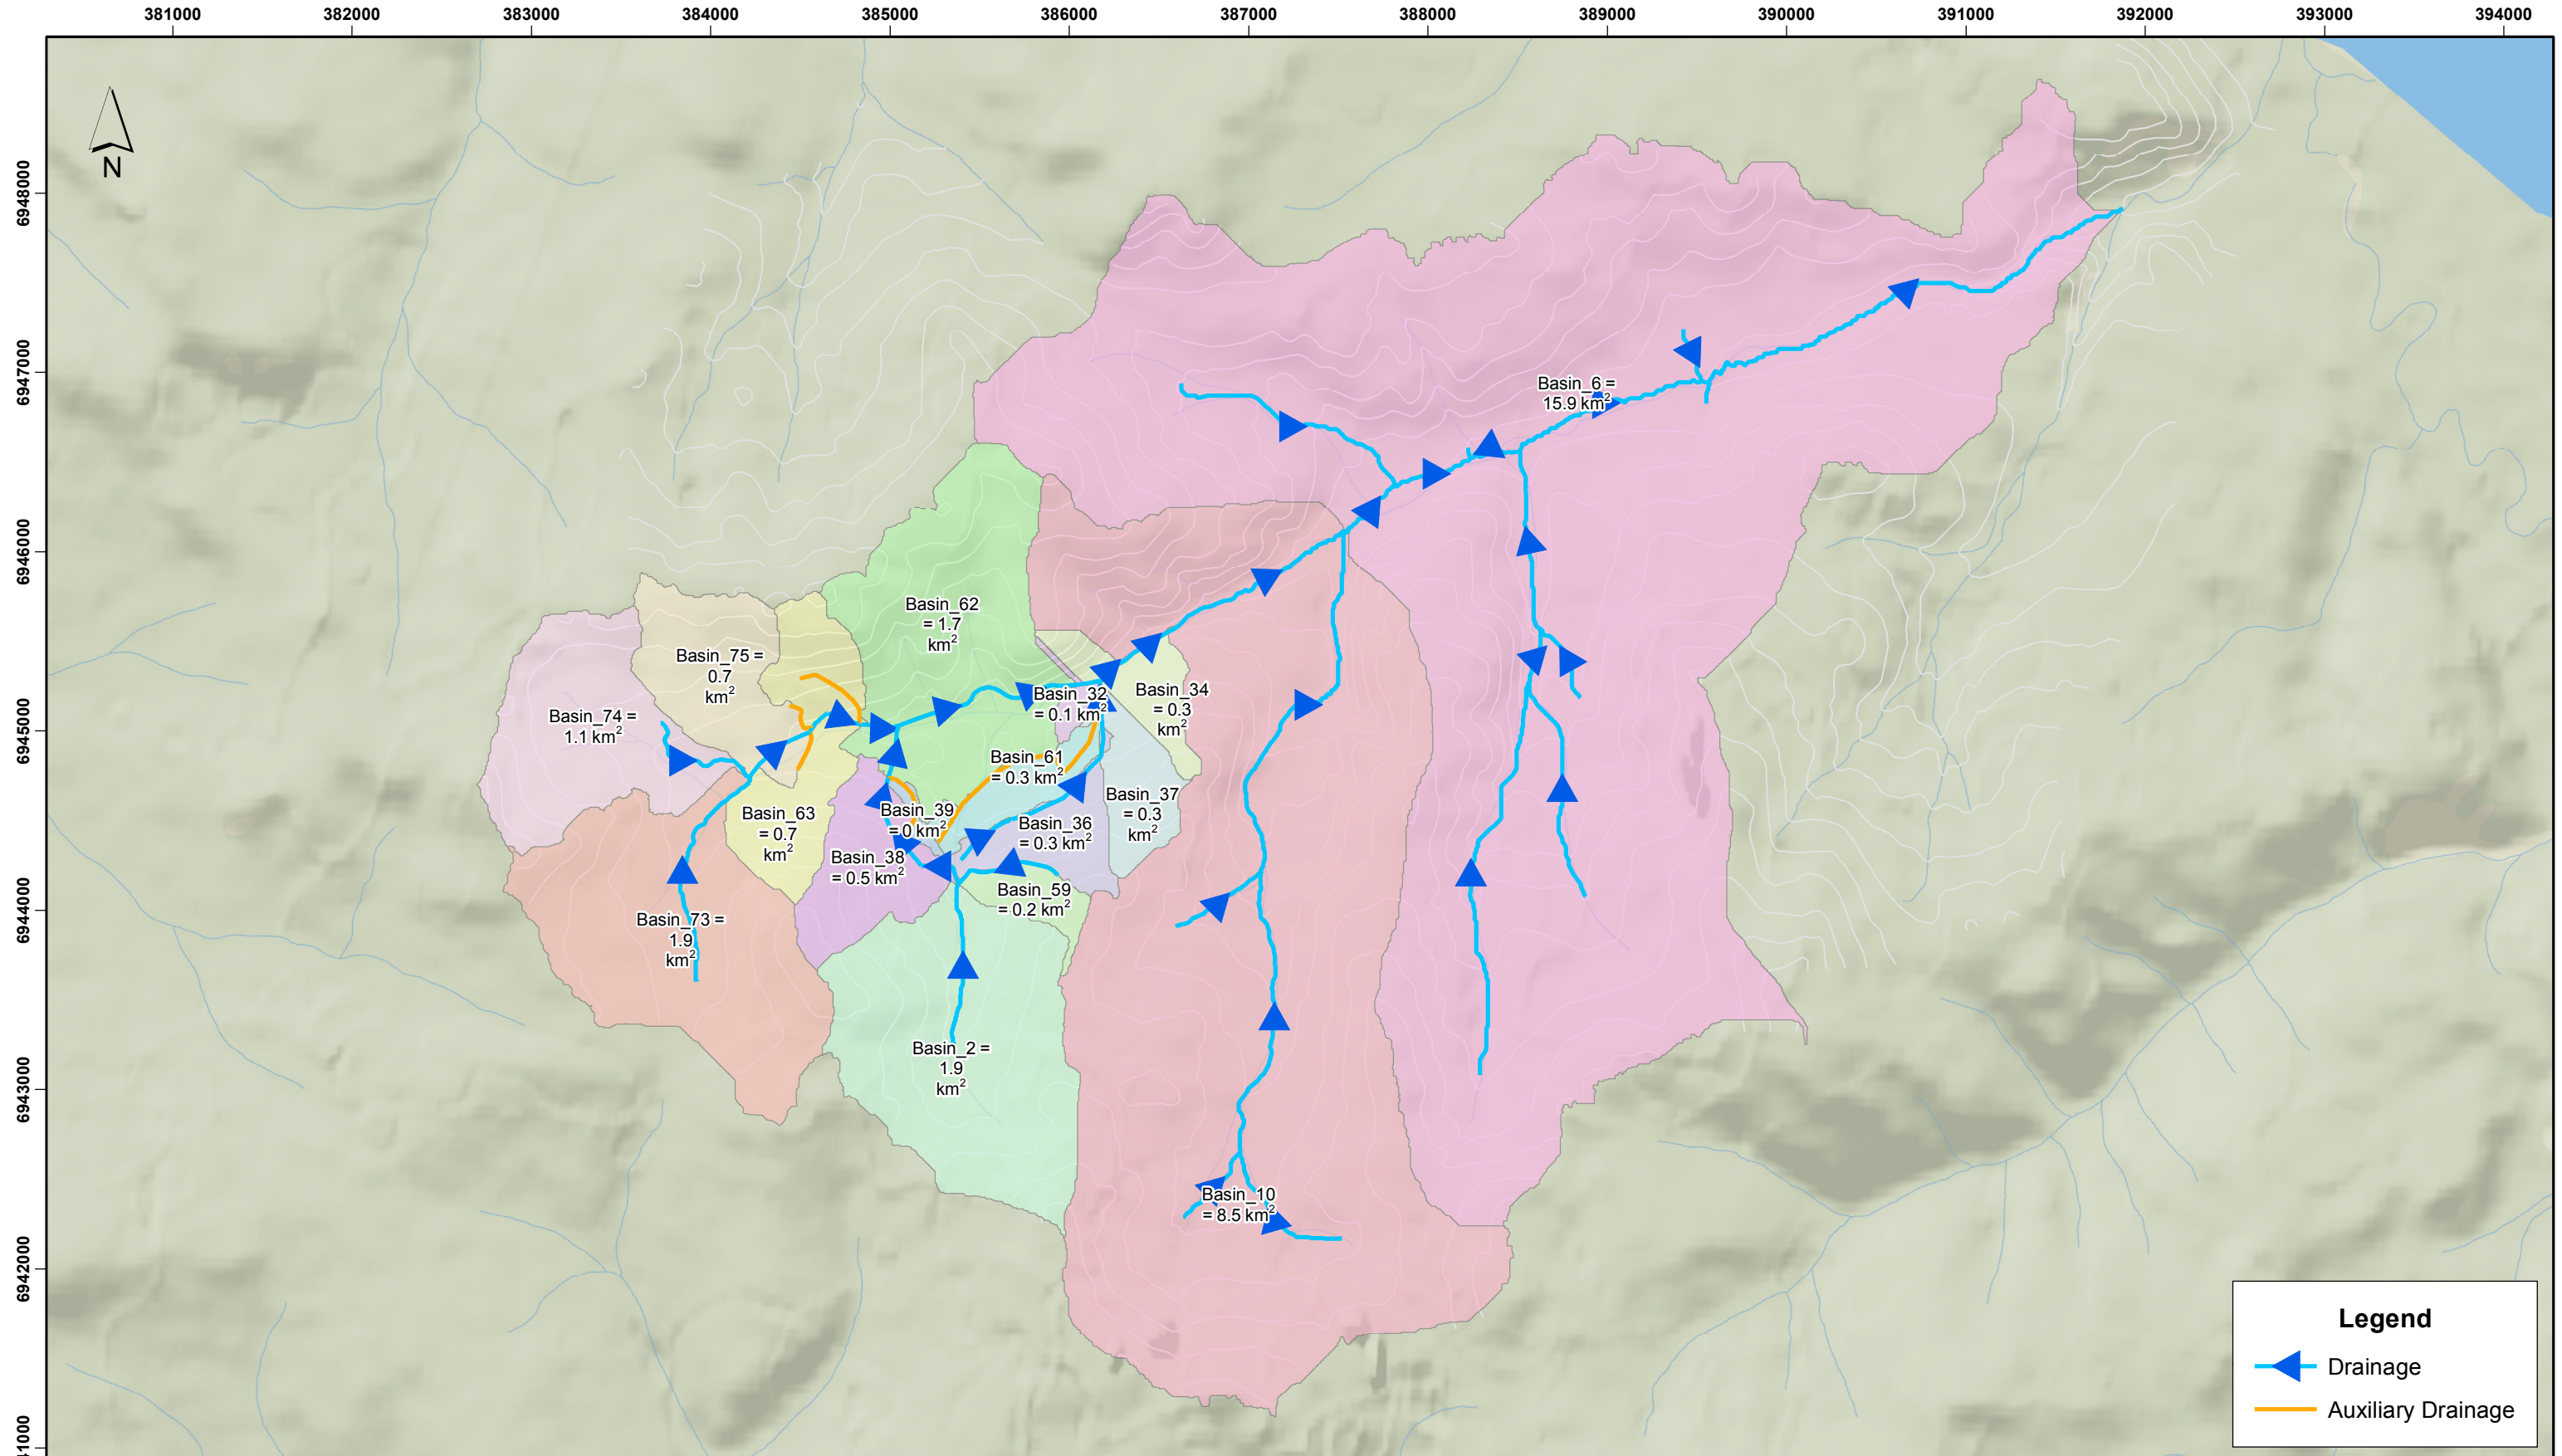 381000 382000 383000 384000 385000 386000 387000 388000 389000 390000 391000 392000 393000 394000
N
6948000
6947000
6946000
6945000
6944000
6943000
6942000
Basin_6 =
15.9 km²
Basin_62
= 1.7
km²
Basin_75 =
0.7
km²
Basin_74 =
1.1 km²
Basin_32
= 0.1 km²
Basin_34
= 0.3
km²
Basin_61
= 0.3 km²
Basin_37
= 0.3
km²
Basin_63
= 0.7
km²
Basin_39
= 0 km²
Basin_36
= 0.3 km²
Basin_38
= 0.5 km²
Basin_59
= 0.2 km²
Basin_73 =
1.9
km²
Basin_2 =
1.9
km²
Basin_10
= 8.5 km²
Legend
Drainage
Auxiliary Drainage